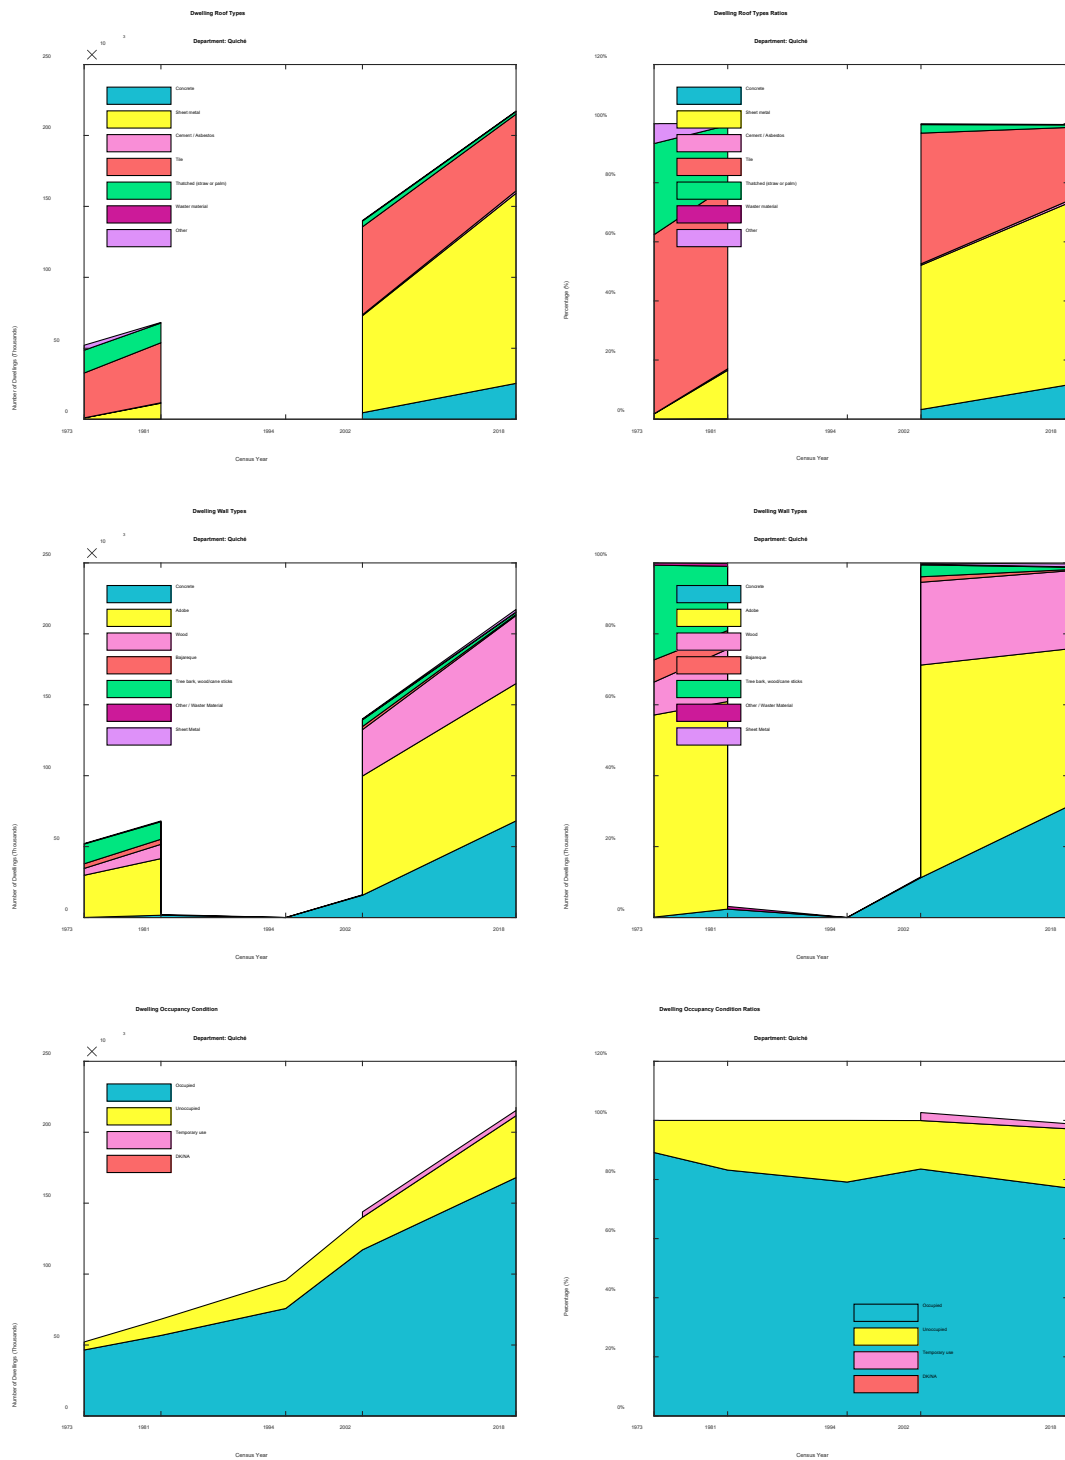 Dwelling Roof Types
Department: Quiché
10
3
250
200
150
100
50
0
Number of Dwellings (Thousands)
Concrete
Sheet metal
Cement / Asbestos
Tile
Thatched (straw or palm)
Waster material
Other
1973
1981
1994
2002
2018
Census Year
Dwelling Roof Types Ratios
Department: Quiché
120%
100%
80%
60%
40%
20%
0%
Percentage (%)
Concrete
Sheet metal
Cement / Asbestos
Tile
Thatched (straw or palm)
Waster material
Other
1973
1981
1994
2002
2018
Census Year
Dwelling Wall Types
Department: Quiché
10
3
250
200
150
100
50
0
Number of Dwellings (Thousands)
Concrete
Adobe
Wood
Bajareque
Tree bark, wood/cane sticks
Other / Waster Material
Sheet Metal
1973
1981
1994
2002
2018
Census Year
Dwelling Wall Types
Department: Quiché
100%
80%
60%
40%
20%
0%
Number of Dwellings (Thousands)
Concrete
Adobe
Wood
Bajareque
Tree bark, wood/cane sticks
Other / Waster Material
Sheet Metal
1973
1981
1994
2002
2018
Census Year
Dwelling Occupancy Condition
Department: Quiché
10
3
250
200
150
100
50
0
Number of Dwellings (Thousands)
Occupied
Unoccupied
Temporary use
DK/NA
1973
1981
1994
2002
2018
Census Year
Dwelling Occupancy Condition Ratios
Department: Quiché
120%
100%
80%
60%
40%
20%
0%
Percentage (%)
Occupied
Unoccupied
Temporary use
DK/NA
1973
1981
1994
2002
2018
Census Year